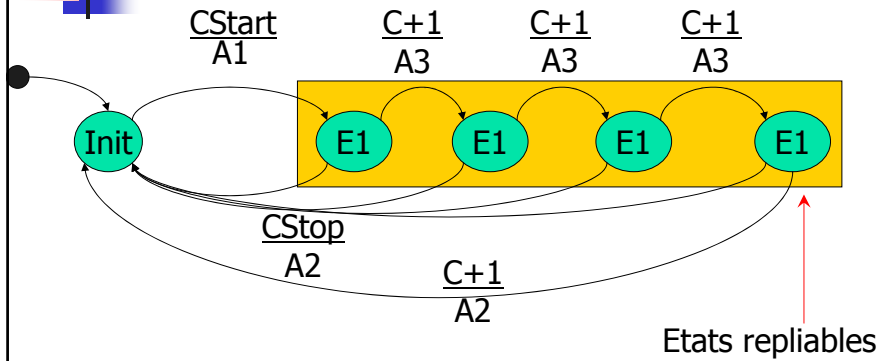 CStart
A1
C+1
A3
C+1
A3
C+1
A3
Init
E1
E1
E1
E1
CStop
A2
C+1
A2
Etats repliables